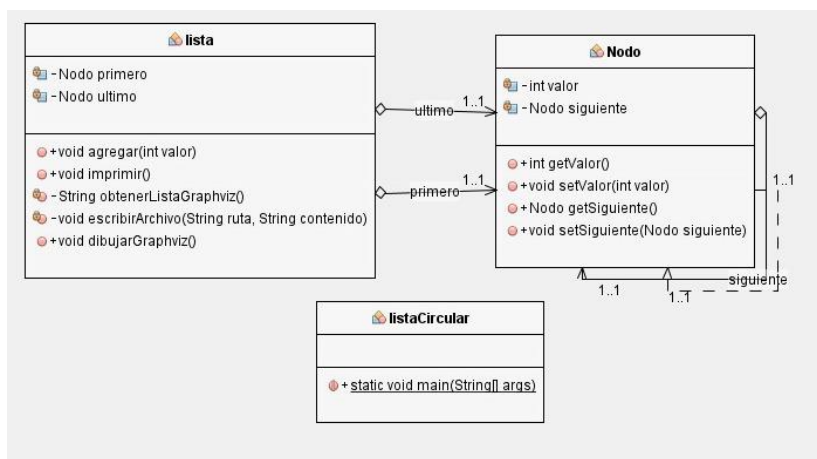 lista
- Nodo primero
- Nodo ultimo
+void agregar(int valor)
+void imprimir()
- String obtenerListaGraphviz()
- void escribirArchivo(String ruta, String contenido)
+void dibujarGraphviz()
ultimo
1..1
primero
1..1
Nodo
- int valor
- Nodo siguiente
+ int getValor()
+ void setValor(int valor)
+ Nodo getSiguiente()
+ void setSiguiente(Nodo siguiente)
1..1
siguiente
1..1
1..1
listaCircular
+ static void main(String[] args)